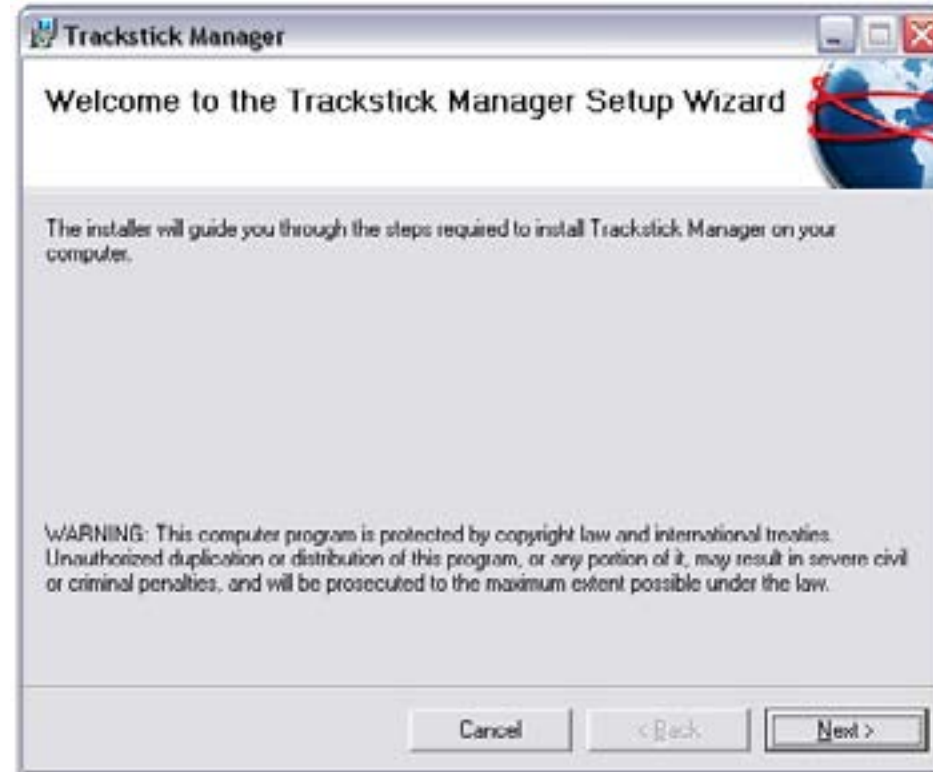 Trackstick Manager
Welcome to the Trackstick Manager Setup Wizard
The installer will guide you through the steps required to install Trackstick Manager on your
computer.
WARNING: This computer program is protected by copyright law and international treaties.
Unauthorized duplication or distribution of this program, or any portion of it, may result in severe civil
or criminal penalties, and will be prosecuted to the maximum extent possible under the law.
Cancel
< Back
Next >